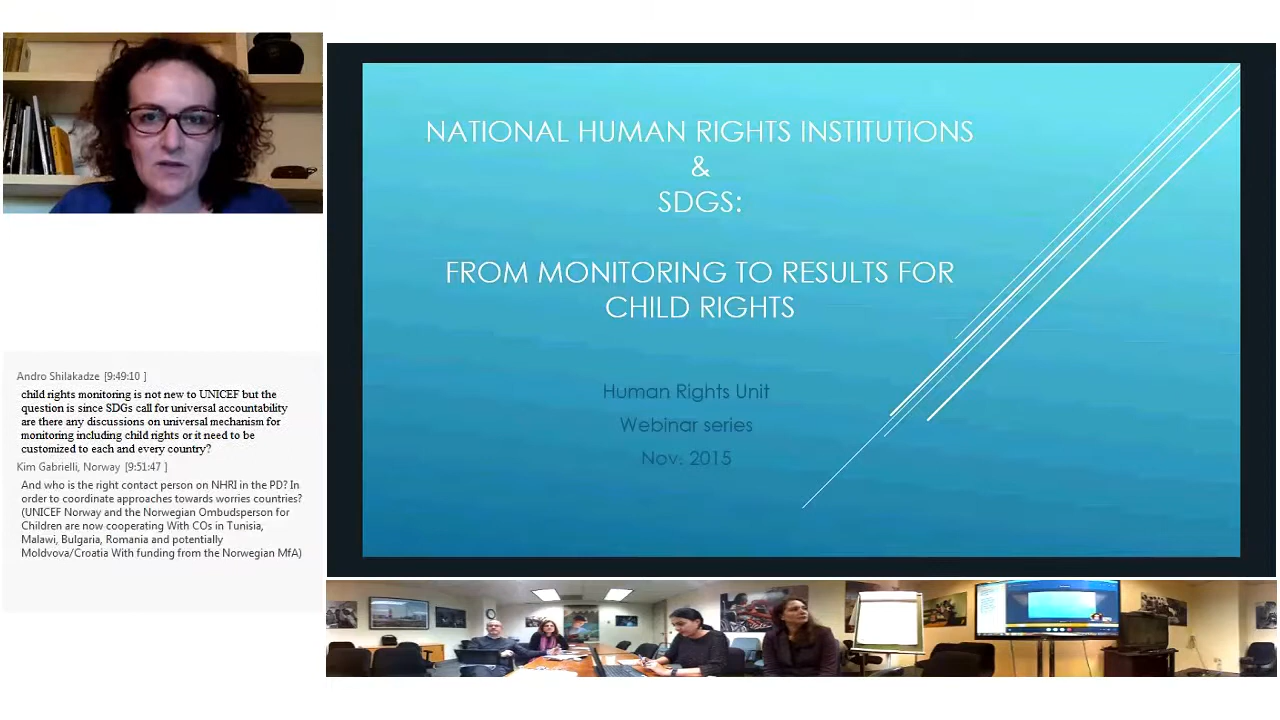 NATIONAL HUMAN RIGHTS INSTITUTIONS
&
SDGS:
FROM MONITORING TO RESULTS FOR
CHILD RIGHTS
Human Rights Unit
Webinar series
Nov. 2015
Andro Shilakadze [9:49:10 ]
child rights monitoring is not new to UNICEF but the
question is since SDGs call for universal accountability
are there any discussions on universal mechanism for
monitoring including child rights or it need to be
customized to each and every country?
Kim Gabrielli, Norway [9:51:47 ]
And who is the right contact person on NHRI in the PD? In
order to coordinate approaches towards worries countries?
(UNICEF Norway and the Norwegian Ombudsperson for
Children are now cooperating With COs in Tunisia,
Malawi, Bulgaria, Romania and potentially
Moldvova/Croatia With funding from the Norwegian MfA)